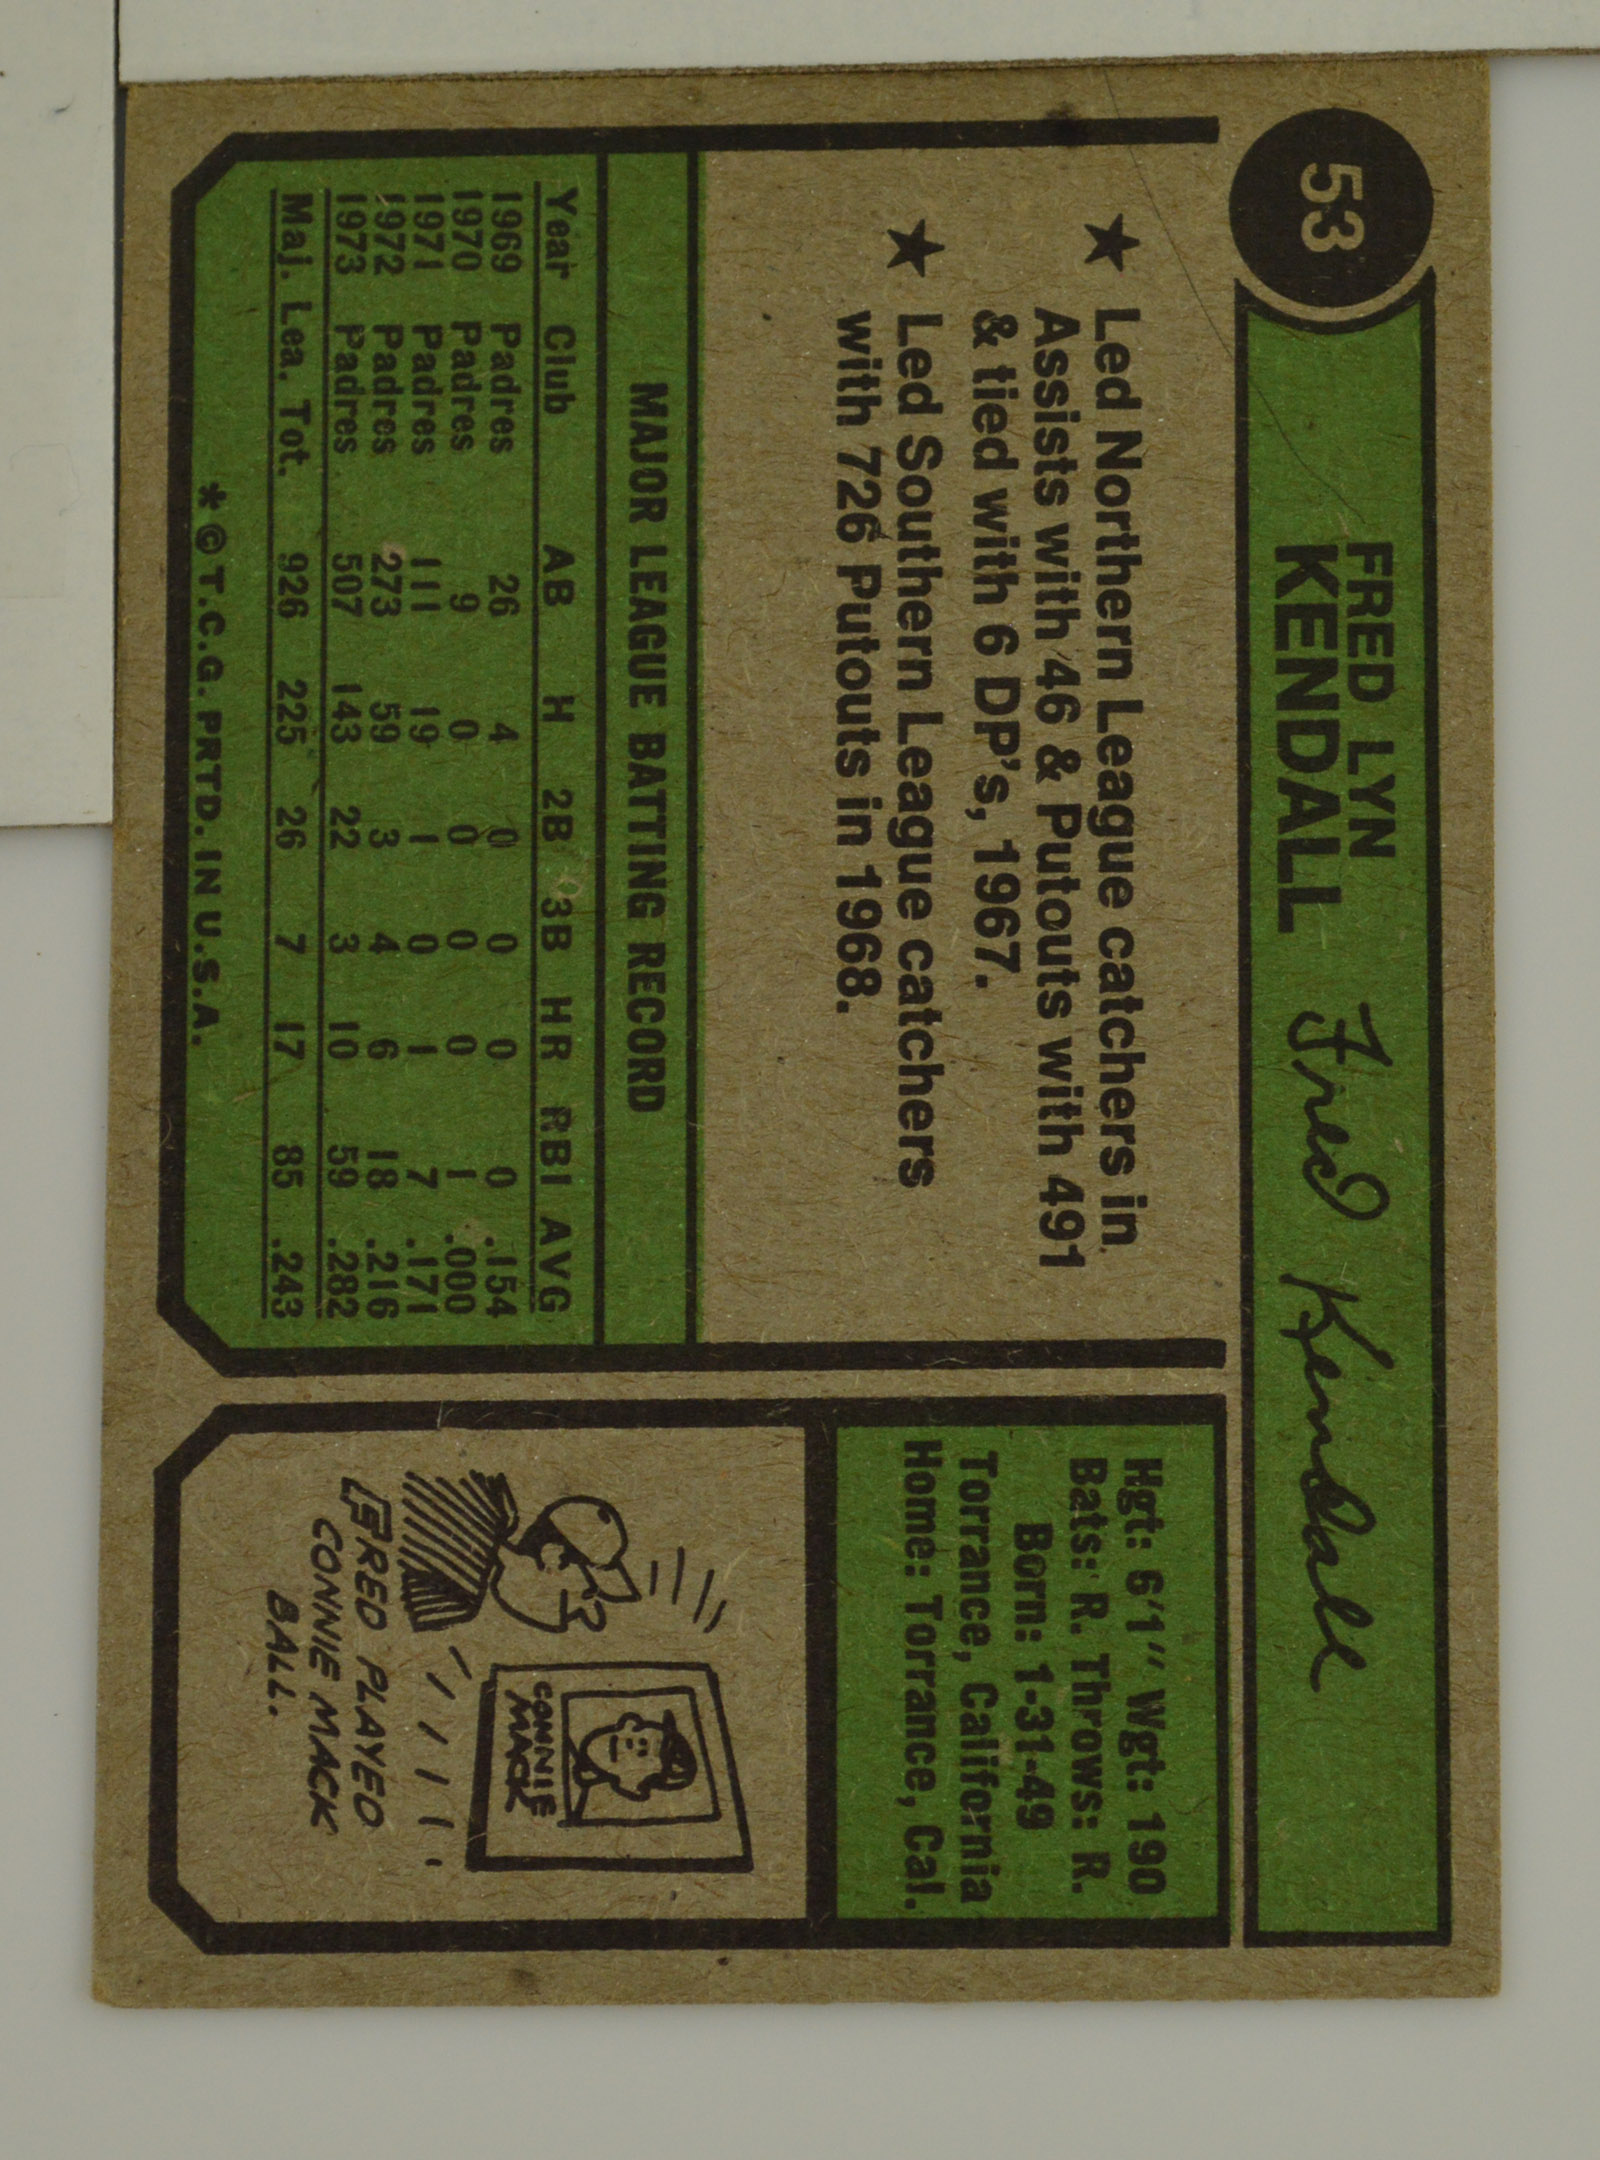 53
FRED LYN
KENDALL
Fred Kendall
★ Led Northern League catchers in
Assists with 46 & Putouts with 491
& tied with 6 DP's, 1967.
★ Led Southern League catchers
with 726 Putouts in 1968.
MAJOR LEAGUE BATTING RECORD
Year Club AB H 2B 3B HR RBI AVG
1969 Padres 26 4 0 0 0 0 .154
1970 Padres 9 0 0 0 0 1 .000
1971 Padres 111 19 1 0 1 7 .171
1972 Padres 273 59 3 4 6 18 .216
1973 Padres 507 143 22 3 10 59 .282
Maj. Lea. Tot. 926 225 26 7 17 85 .243
* © T.C.G. PRTD. IN U.S.A.
Hgt: 6'1" Wgt: 190
Bats: R. Throws: R.
Born: 1-31-49
Torrance, California
Home: Torrance, Cal.
CONNIE
MACK
FRED PLAYED
CONNIE MACK
BALL.